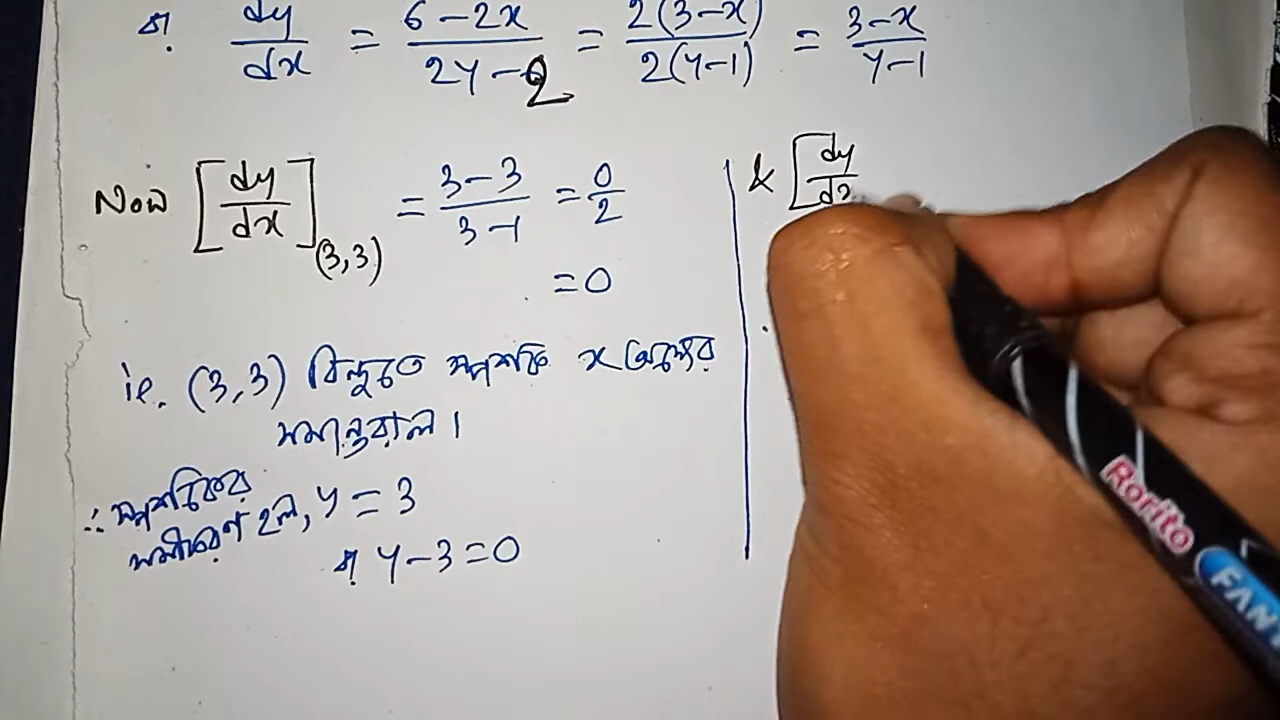 বা, dy/dx = 6-2x/2y-2 = 2(3-x)/2(y-1) = 3-x/y-1
Now [dy/dx](3,3) = 3-3/3-1 = 0/2
= 0
ie. (3,3) বিন্দুতে স্পর্শক x অক্ষের
সমান্তরাল।
∴ স্পর্শকের
সমীকরণ হল, y = 3
বা, y-3=0
& [dy/dx
Rorito
FANT